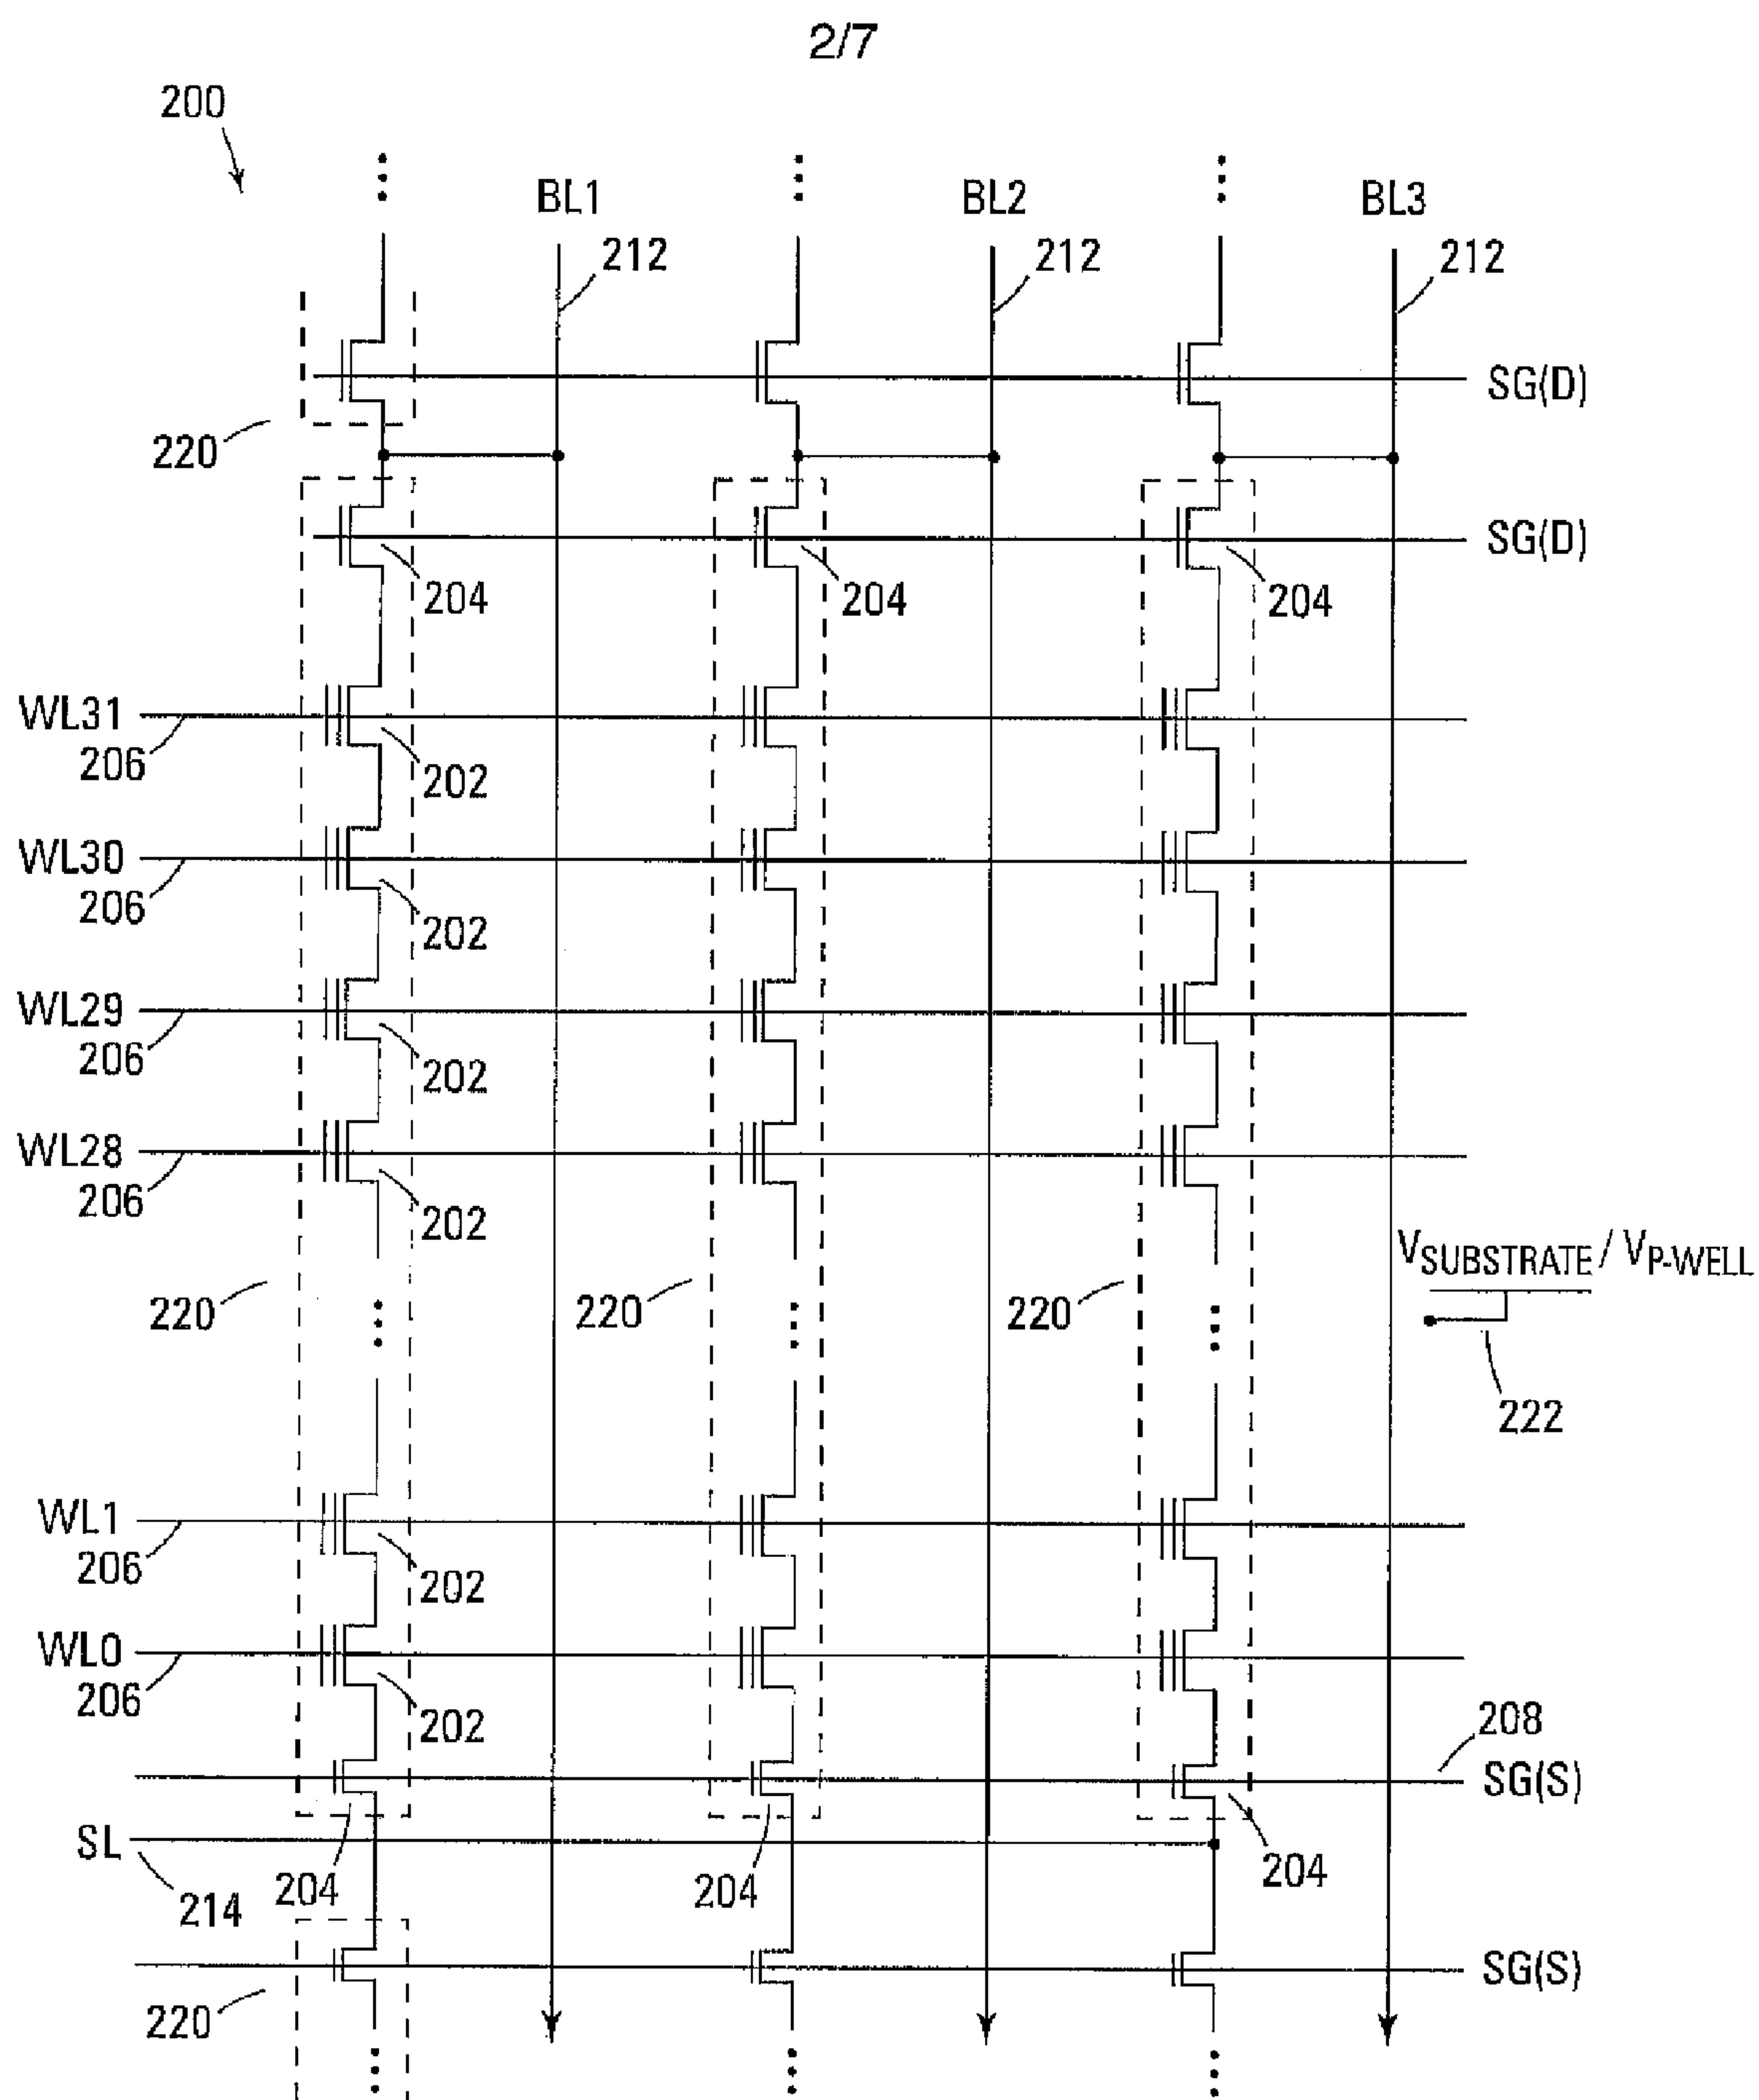 2/7
200
BL1
BL2
BL3
212
212
212
SG(D)
220
SG(D)
204
204
204
WL31
206
202
WL30
206
202
WL29
206
202
WL28
206
202
VSUBSTRATE / VP-WELL
220
220
220
222
WL1
206
202
WL0
206
202
208
SG(S)
SL
214
204
204
204
SG(S)
220